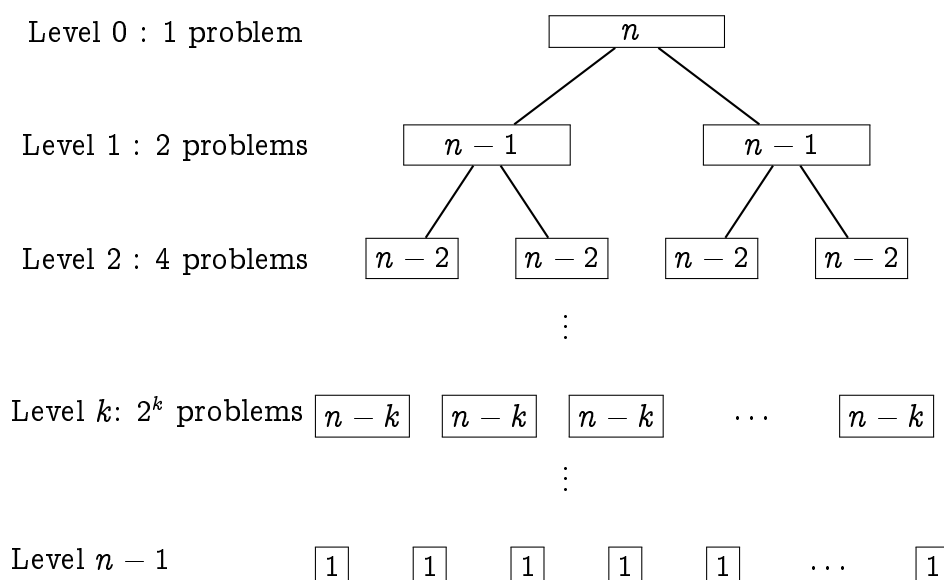 Level 0 : 1 problem n
Level 1 : 2 problems n − 1 n − 1
Level 2 : 4 problems n − 2 n − 2 n − 2 n − 2
⋮
Level k: 2^k problems n − k n − k n − k ... n − k
⋮
Level n − 1 1 1 1 1 1 ... 1